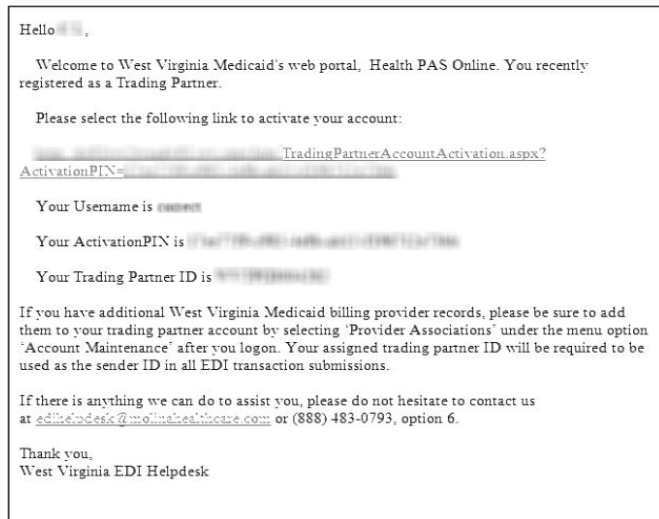 Hello ,
Welcome to West Virginia Medicaid's web portal, Health PAS Online. You recently
registered as a Trading Partner.
Please select the following link to activate your account:
TradingPartnerAccountActivation.aspx?
ActivationPIN=
Your Username is
Your ActivationPIN is
Your Trading Partner ID is
If you have additional West Virginia Medicaid billing provider records, please be sure to add
them to your trading partner account by selecting 'Provider Associations' under the menu option
'Account Maintenance' after you logon. Your assigned trading partner ID will be required to be
used as the sender ID in all EDI transaction submissions.
If there is anything we can do to assist you, please do not hesitate to contact us
at edihelpdesk@molinahealthcare.com or (888) 483-0793, option 6.
Thank you,
West Virginia EDI Helpdesk